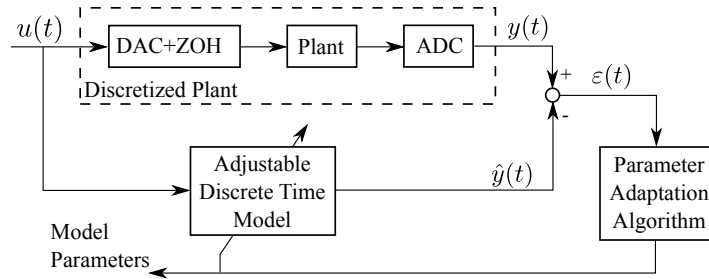 u(t)
DAC+ZOH
Plant
ADC
y(t)
Discretized Plant
+
-
ε(t)
Adjustable
Discrete Time
Model
ŷ(t)
Parameter
Adaptation
Algorithm
Model
Parameters